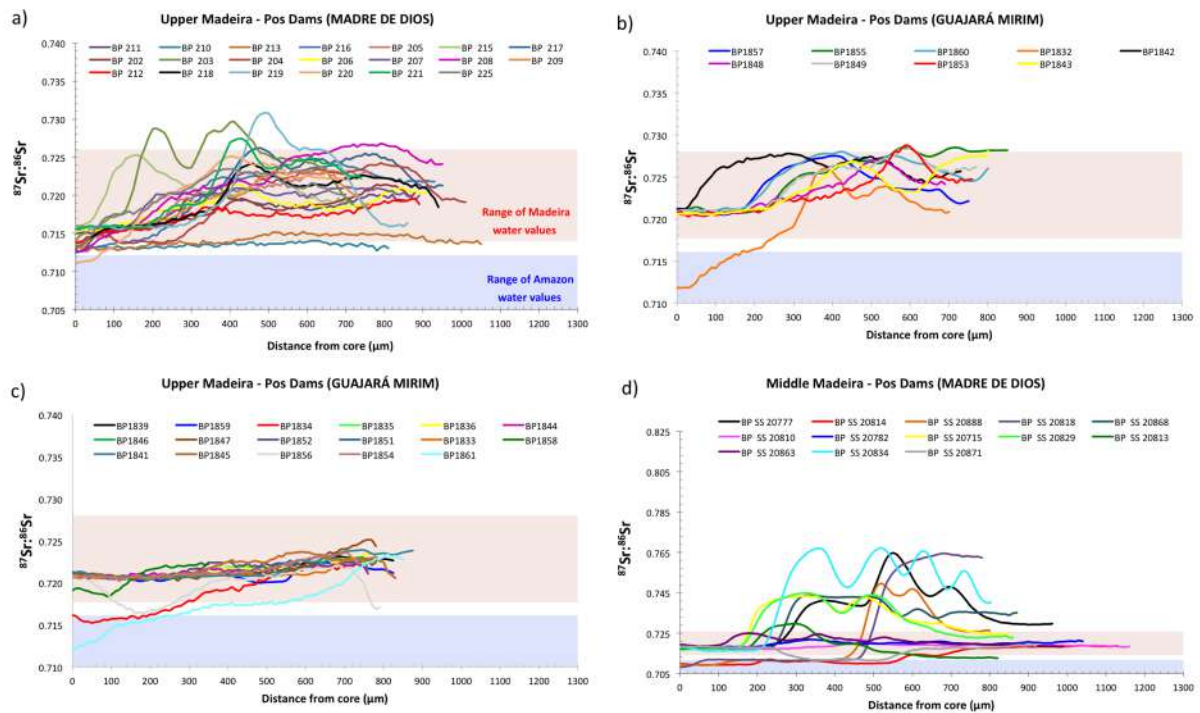 a)
Upper Madeira - Pos Dams (MADRE DE DIOS)
BP 211 BP 210 BP 213 BP 216 BP 205 BP 215 BP 217
BP 202 BP 203 BP 204 BP 206 BP 207 BP 208 BP 209
BP 212 BP 218 BP 219 BP 220 BP 221 BP 225
0.740
0.735
0.730
0.725
0.720
0.715
0.710
0.705
87Sr:86Sr
Range of Madeira
water values
Range of Amazon
water values
0 100 200 300 400 500 600 700 800 900 1000 1100 1200 1300
Distance from core (µm)
b)
Upper Madeira - Pos Dams (GUAJARÁ MIRIM)
BP1857 BP1855 BP1860 BP1832 BP1842
BP1848 BP1849 BP1853 BP1843
0.740
0.735
0.730
0.725
0.720
0.715
0.710
87Sr:86Sr
0 100 200 300 400 500 600 700 800 900 1000 1100 1200 1300
Distance from core (µm)
c)
Upper Madeira - Pos Dams (GUAJARÁ MIRIM)
BP1839 BP1859 BP1834 BP1835 BP1836 BP1844
BP1846 BP1847 BP1852 BP1851 BP1833 BP1858
BP1841 BP1845 BP1856 BP1854 BP1861
0.740
0.735
0.730
0.725
0.720
0.715
0.710
87Sr:86Sr
0 100 200 300 400 500 600 700 800 900 1000 1100 1200 1300
Distance from core (µm)
d)
Middle Madeira - Pos Dams (MADRE DE DIOS)
BP SS 20777 BP SS 20814 BP SS 20888 BP SS 20818 BP SS 20868
BP SS 20810 BP SS 20782 BP SS 20715 BP SS 20829 BP SS 20813
BP SS 20863 BP SS 20834 BP SS 20871
0.825
0.805
0.785
0.765
0.745
0.725
0.705
87Sr:86Sr
0 100 200 300 400 500 600 700 800 900 1000 1100 1200 1300
Distance from core (µm)